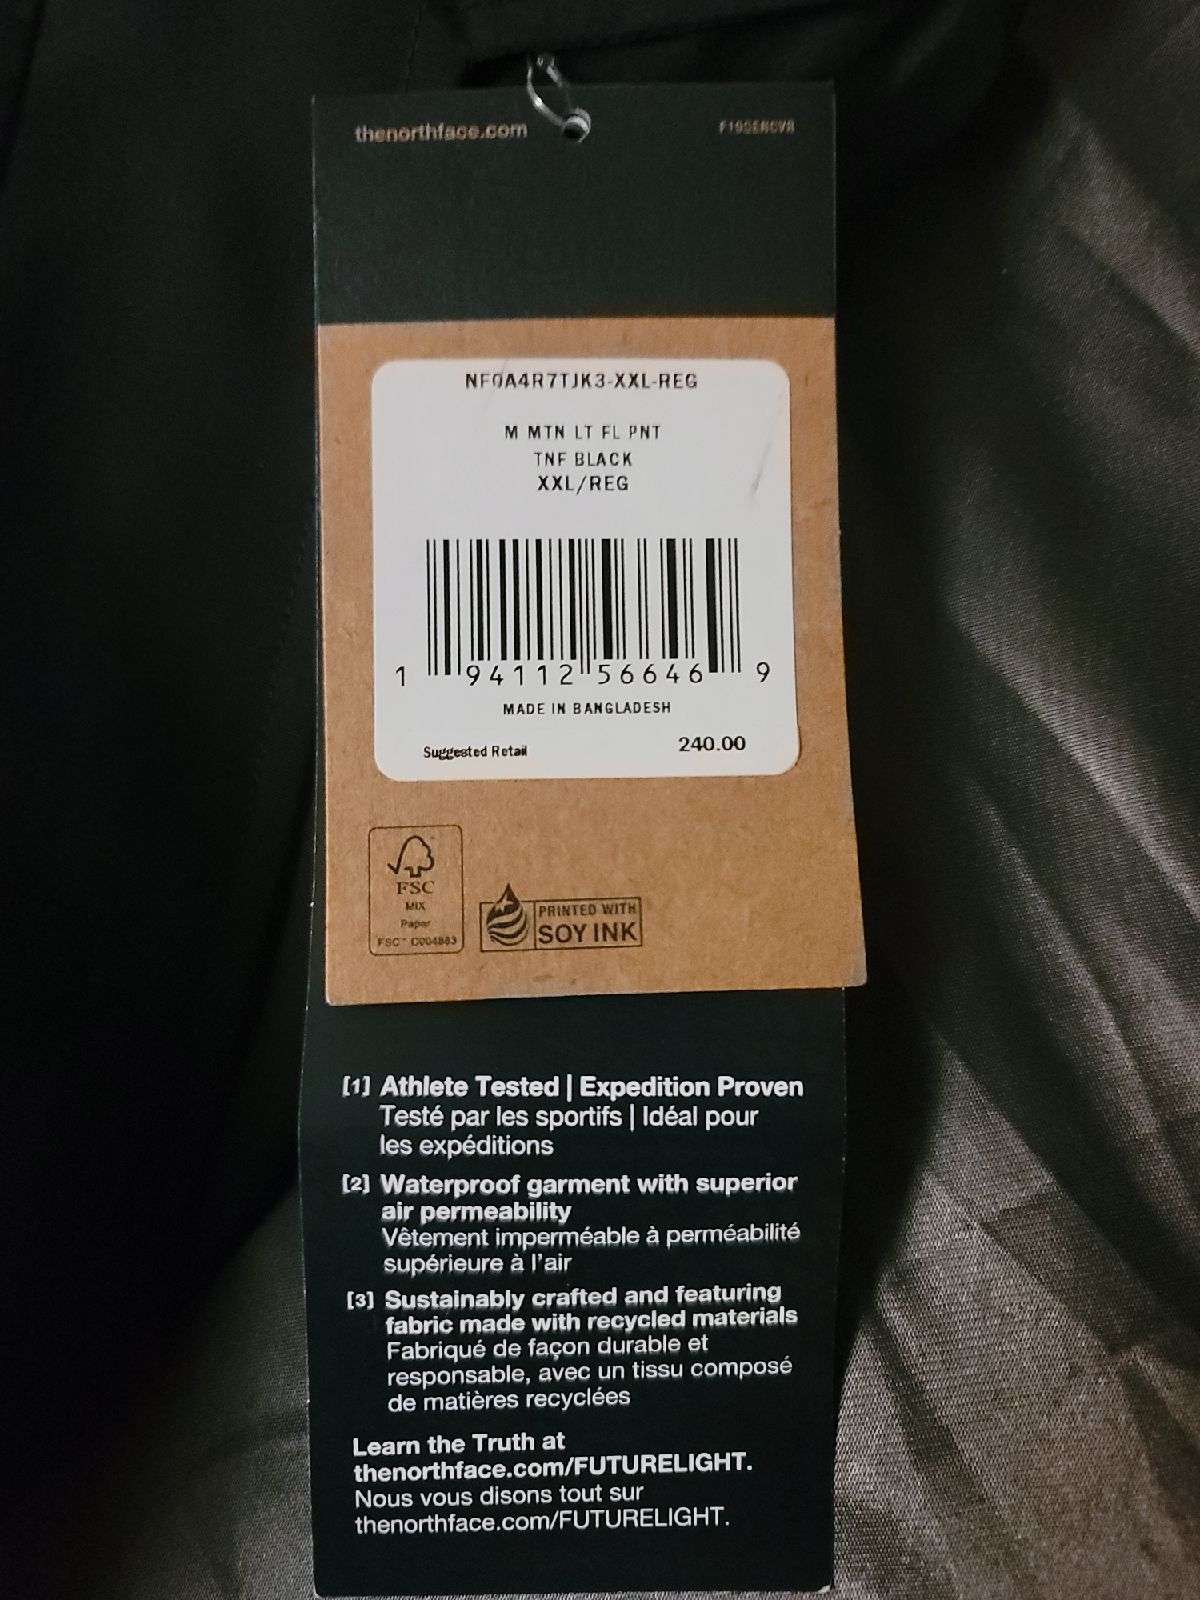 thenorthface.com
NF0A4R7TJK3-XXL-REG
M MTN LT FL PNT
TNF BLACK
XXL/REG
1 94112 56646 9
MADE IN BANGLADESH
Suggested Retail 240.00
FSC
MIX
Paper
FSC™ C004883
PRINTED WITH
SOY INK
[1] Athlete Tested | Expedition Proven
Testé par les sportifs | Idéal pour
les expéditions
[2] Waterproof garment with superior
air permeability
Vêtement imperméable à perméabilité
supérieure à l'air
[3] Sustainably crafted and featuring
fabric made with recycled materials
Fabriqué de façon durable et
responsable, avec un tissu composé
de matières recyclées
Learn the Truth at
thenorthface.com/FUTURELIGHT.
Nous vous disons tout sur
thenorthface.com/FUTURELIGHT.